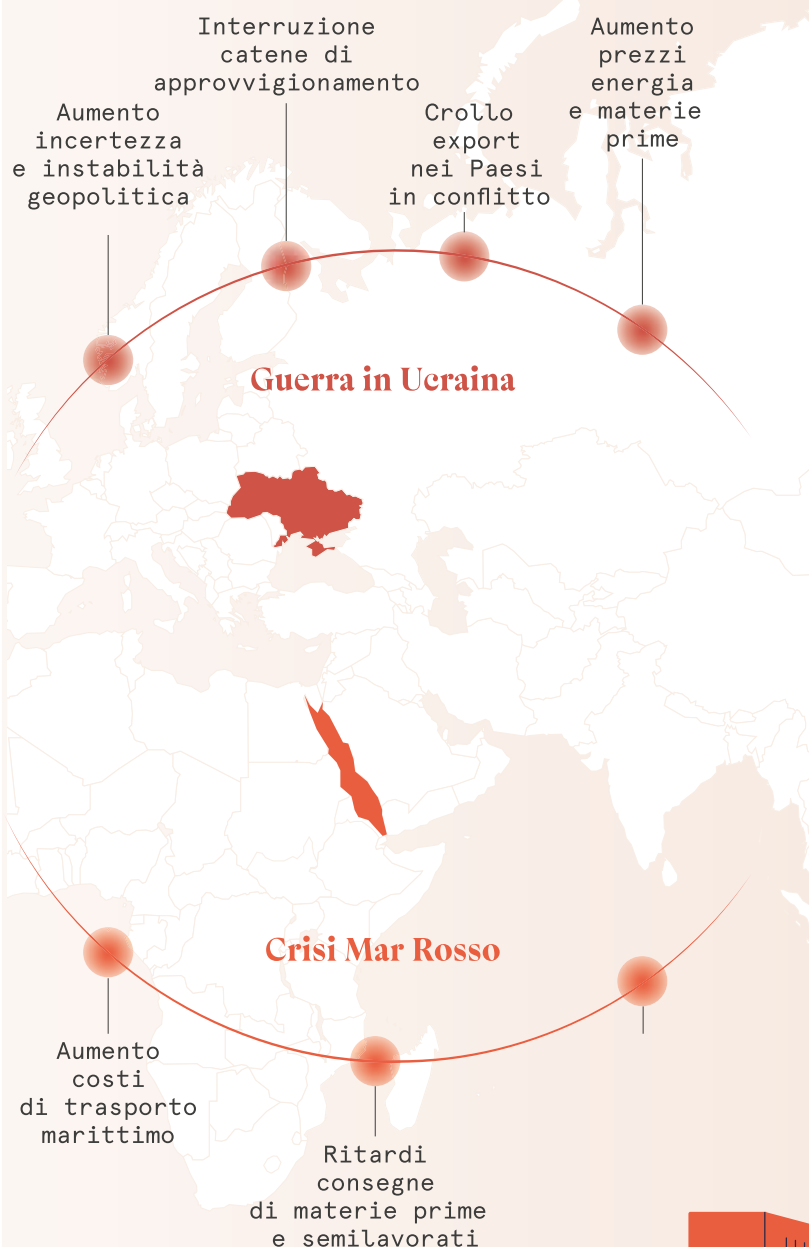 Interruzione
catene di
approvvigionamento
Aumento
prezzi
energia
e materie
prime
Aumento
incertezza
e instabilità
geopolitica
Crollo
export
nei Paesi
in conflitto
Guerra in Ucraina
Crisi Mar Rosso
Aumento
costi
di trasporto
marittimo
Ritardi
consegne
di materie prime
e semilavorati